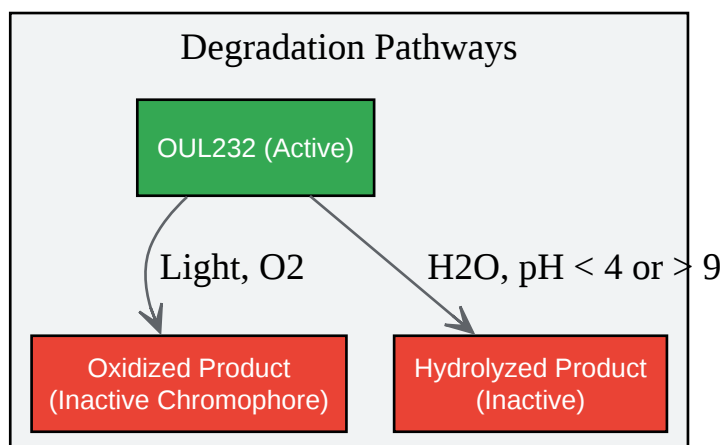 Degradation Pathways
OUL232 (Active)
Light, O2
H2O, pH < 4 or > 9
Oxidized Product
(Inactive Chromophore)
Hydrolyzed Product
(Inactive)